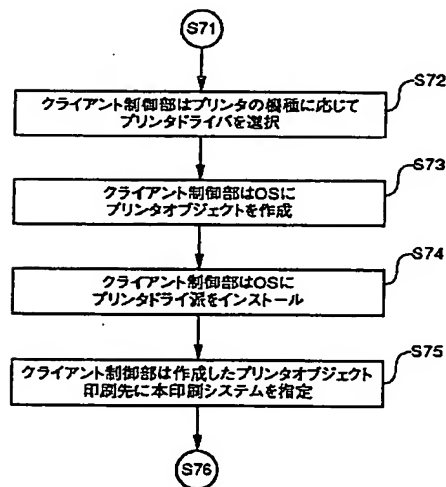 S71
クライアント制御部はプリンタの機種に応じて
プリンタドライバを選択
S72
クライアント制御部はOSに
プリンタオブジェクトを作成
S73
クライアント制御部はOSに
プリンタドライ派をインストール
S74
クライアント制御部は作成したプリンタオブジェクト
印刷先に本印刷システムを指定
S75
S76